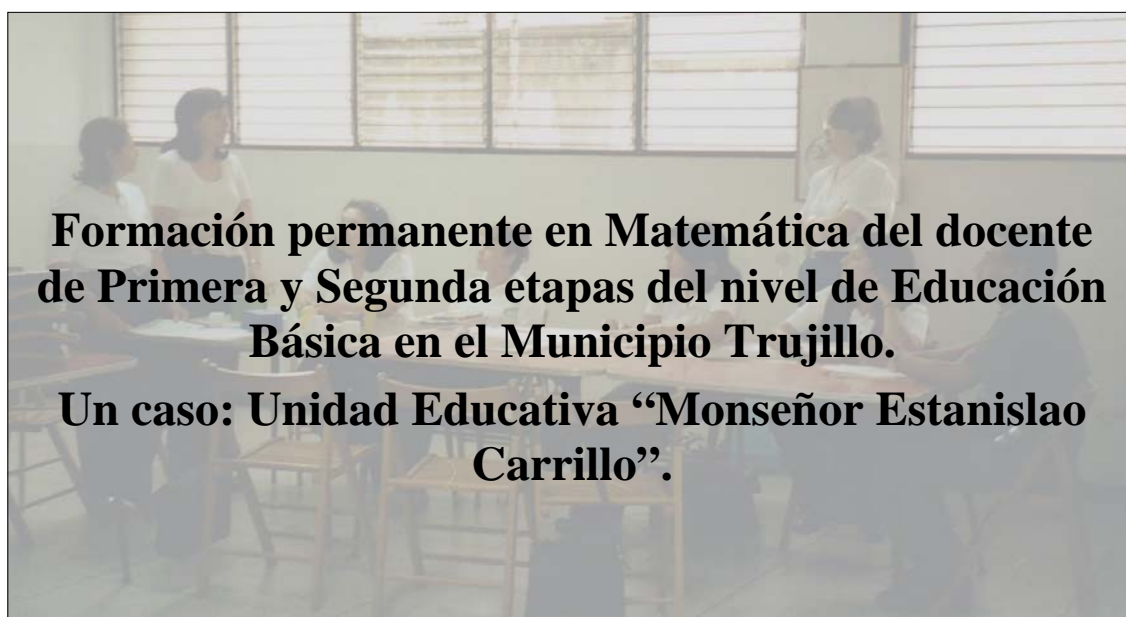 Formación permanente en Matemática del docente
de Primera y Segunda etapas del nivel de Educación
Básica en el Municipio Trujillo.
Un caso: Unidad Educativa “Monseñor Estanislao
Carrillo”.